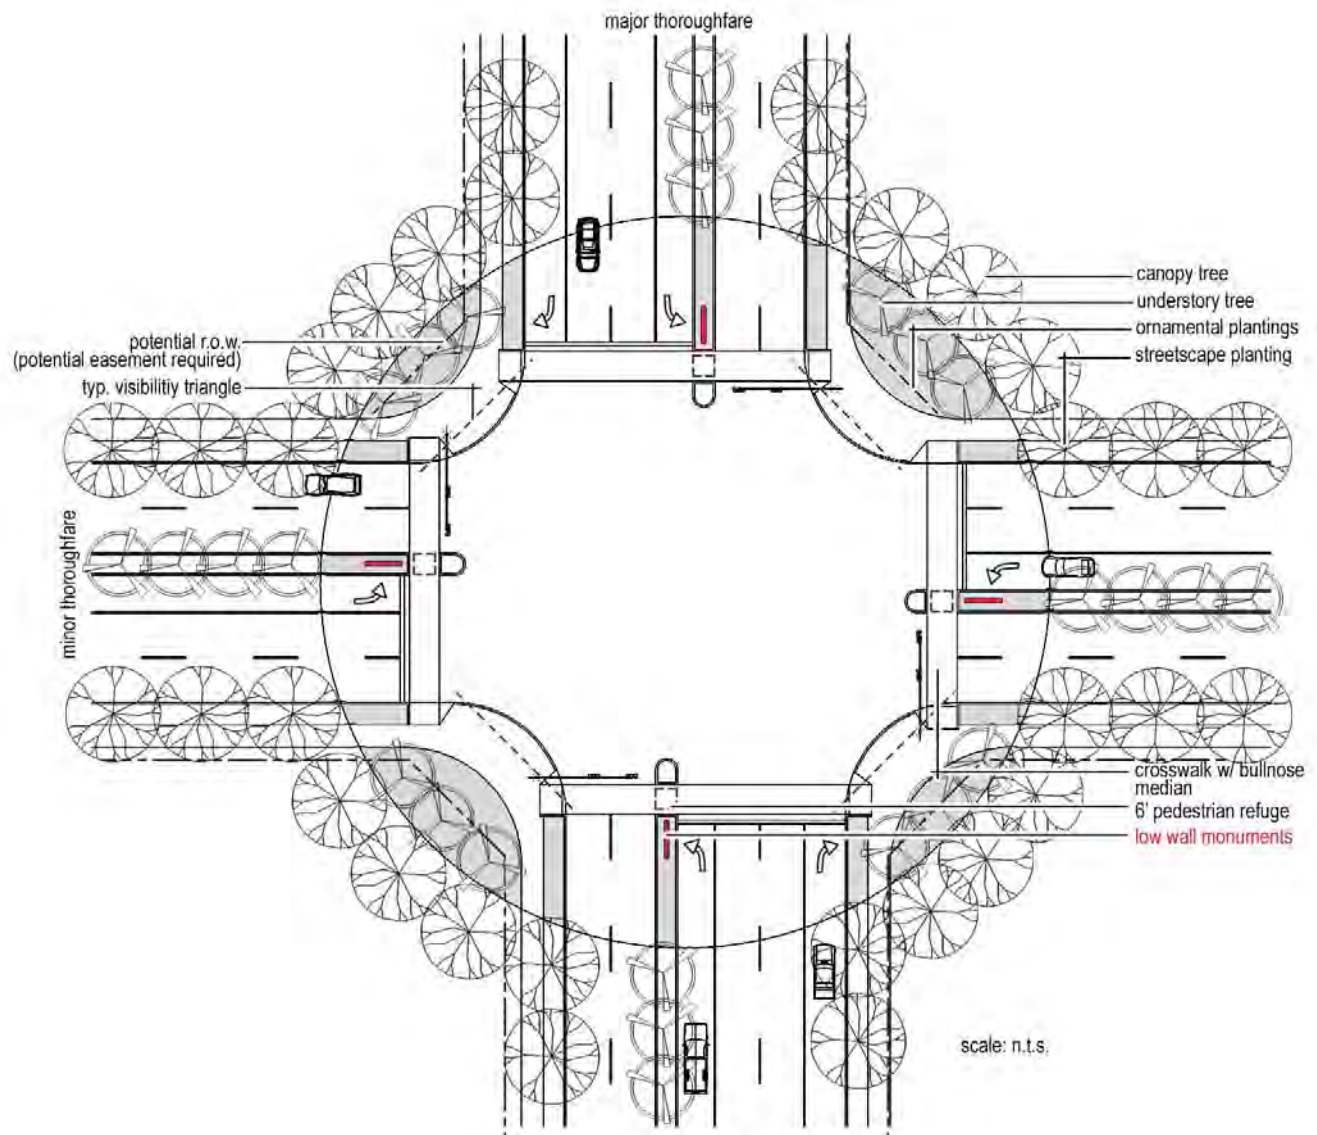 major thoroughfare
canopy tree
understory tree
ornamental plantings
streetscape planting
potential r.o.w.
(potential easement required)
typ. visibilitiy triangle
minor thoroughfare
crosswalk w/ bullnose
median
6' pedestrian refuge
low wall monuments
scale: n.t.s.